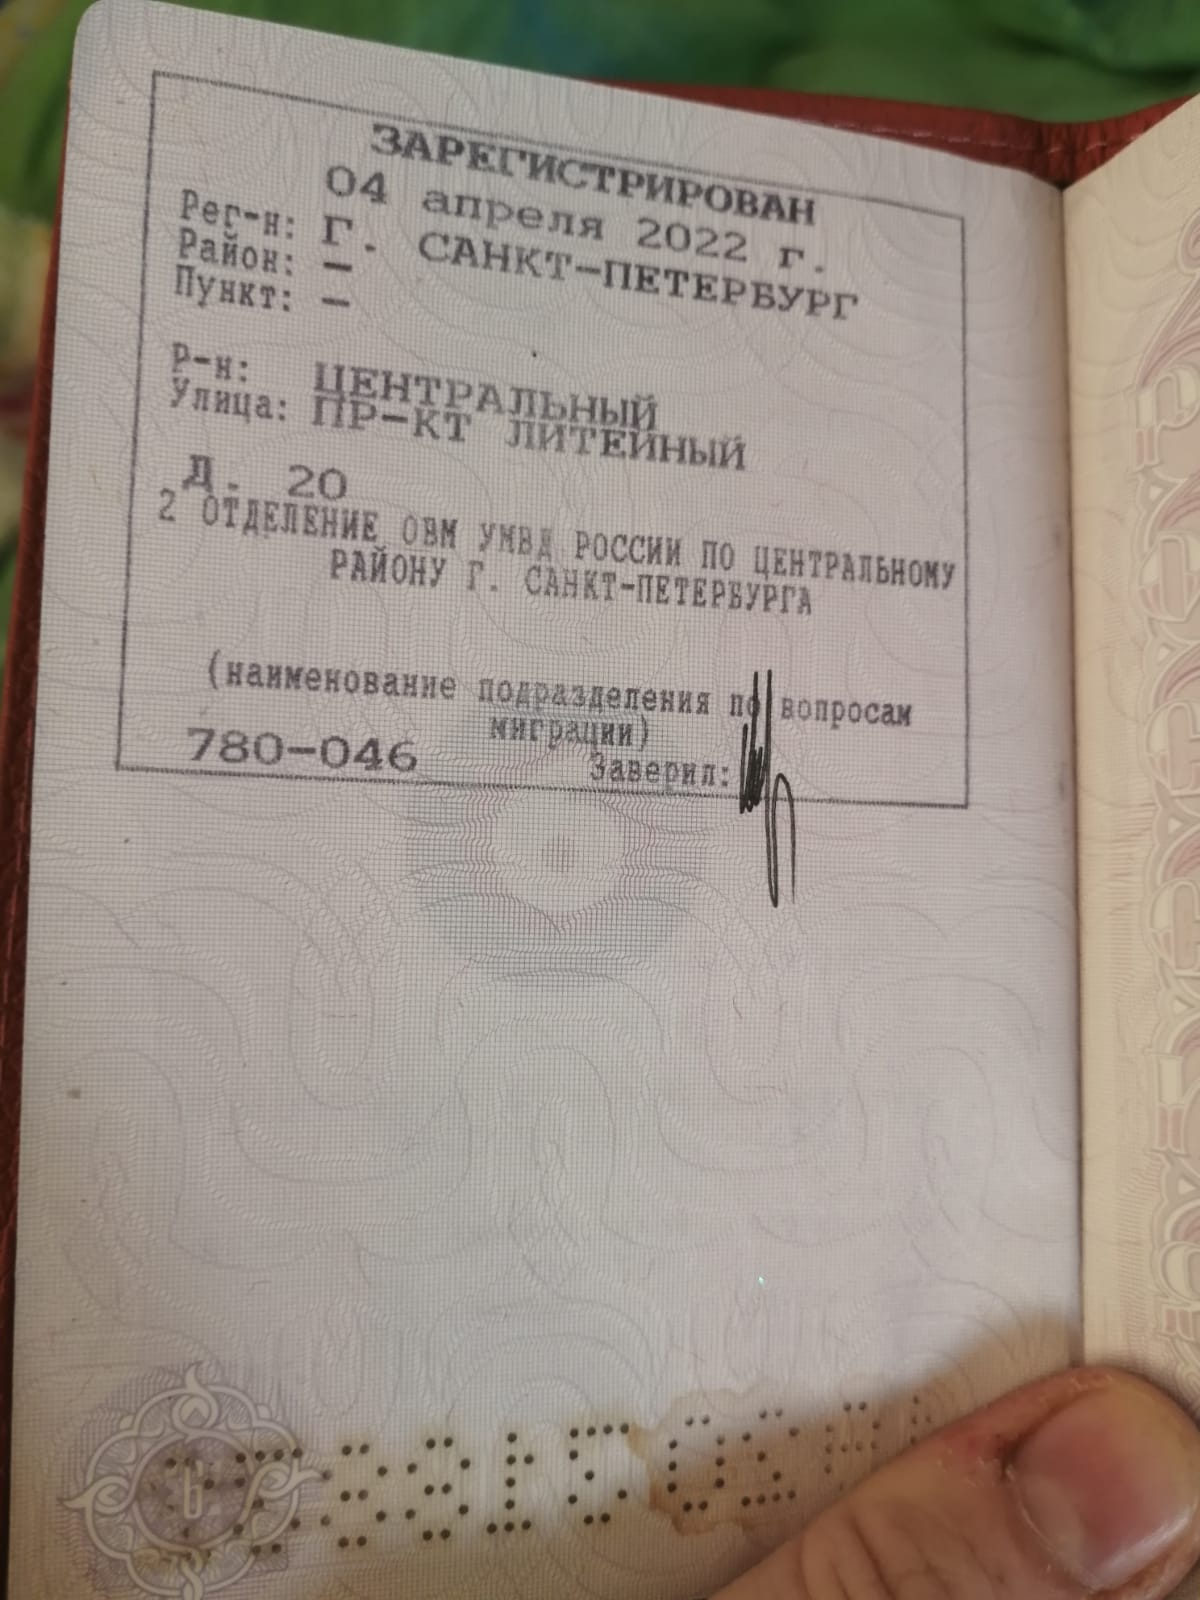 ЗАРЕГИСТРИРОВАН
04 апреля 2022 г.
Рег-н: Г. САНКТ-ПЕТЕРБУРГ
Район: –
Пункт: –
Р-н: ЦЕНТРАЛЬНЫЙ
Улица: ПР-КТ ЛИТЕЙНЫЙ
Д. 20
2 ОТДЕЛЕНИЕ ОВМ УМВД РОССИИ ПО ЦЕНТРАЛЬНОМУ
РАЙОНУ Г. САНКТ-ПЕТЕРБУРГА
(наименование подразделения по вопросам
миграции)
780-046 Заверил:
6